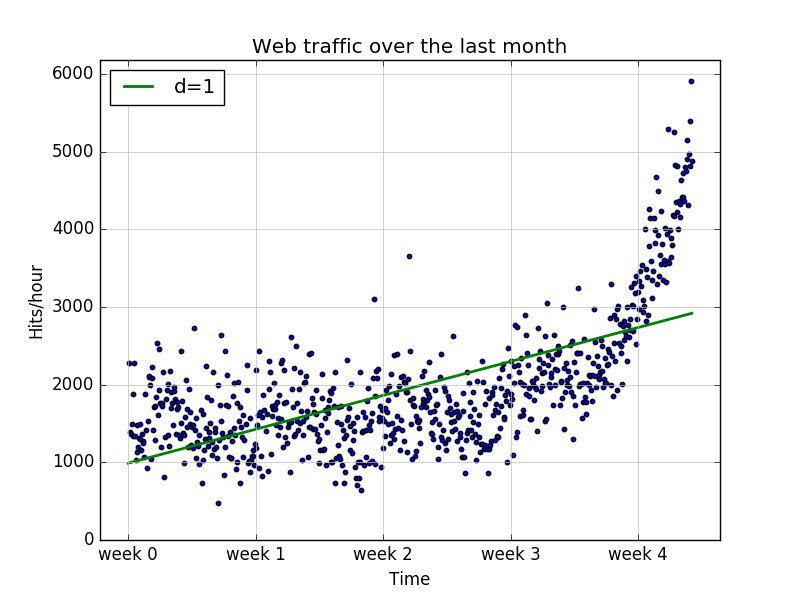 Web traffic over the last month
d=1
Hits/hour
6000
5000
4000
3000
2000
1000
0
week 0 week 1 week 2 week 3 week 4
Time